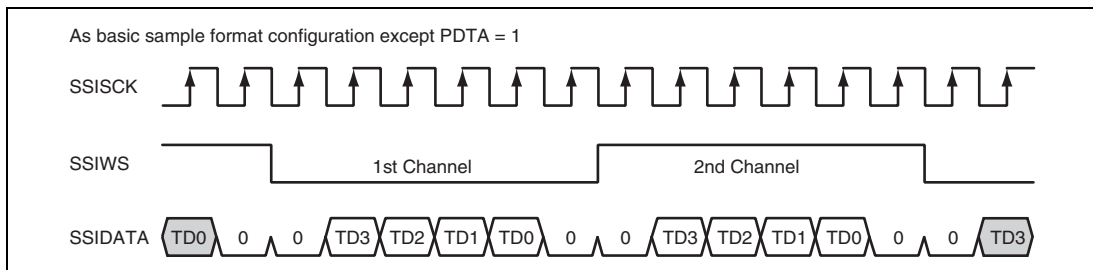 As basic sample format configuration except PDTA = 1
SSISCK
SSIWS 1st Channel 2nd Channel
SSIDATA TD0 0 0 TD3 TD2 TD1 TD0 0 0 TD3 TD2 TD1 TD0 0 0 TD3